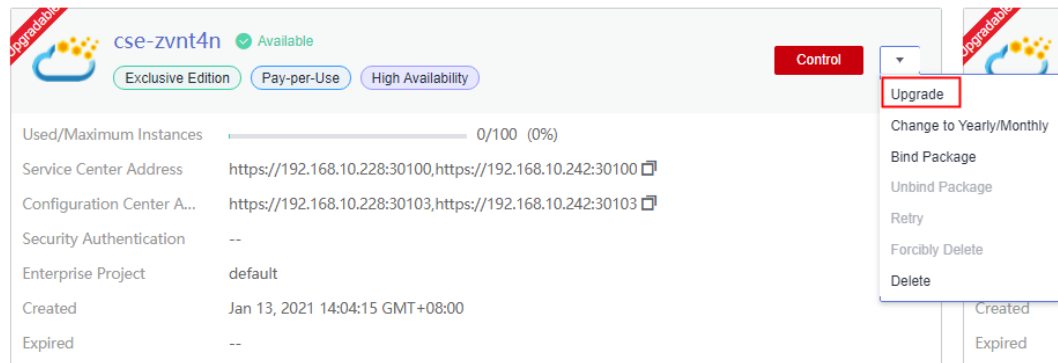 Upgradable
cse-zvnt4n Available
Exclusive Edition Pay-per-Use High Availability
Control
Upgrade
Change to Yearly/Monthly
Bind Package
Unbind Package
Retry
Forcibly Delete
Delete
Used/Maximum Instances 0/100 (0%)
Service Center Address https://192.168.10.228:30100,https://192.168.10.242:30100
Configuration Center A... https://192.168.10.228:30103,https://192.168.10.242:30103
Security Authentication --
Enterprise Project default
Created Jan 13, 2021 14:04:15 GMT+08:00
Expired --
Upgradable
Created
Expired